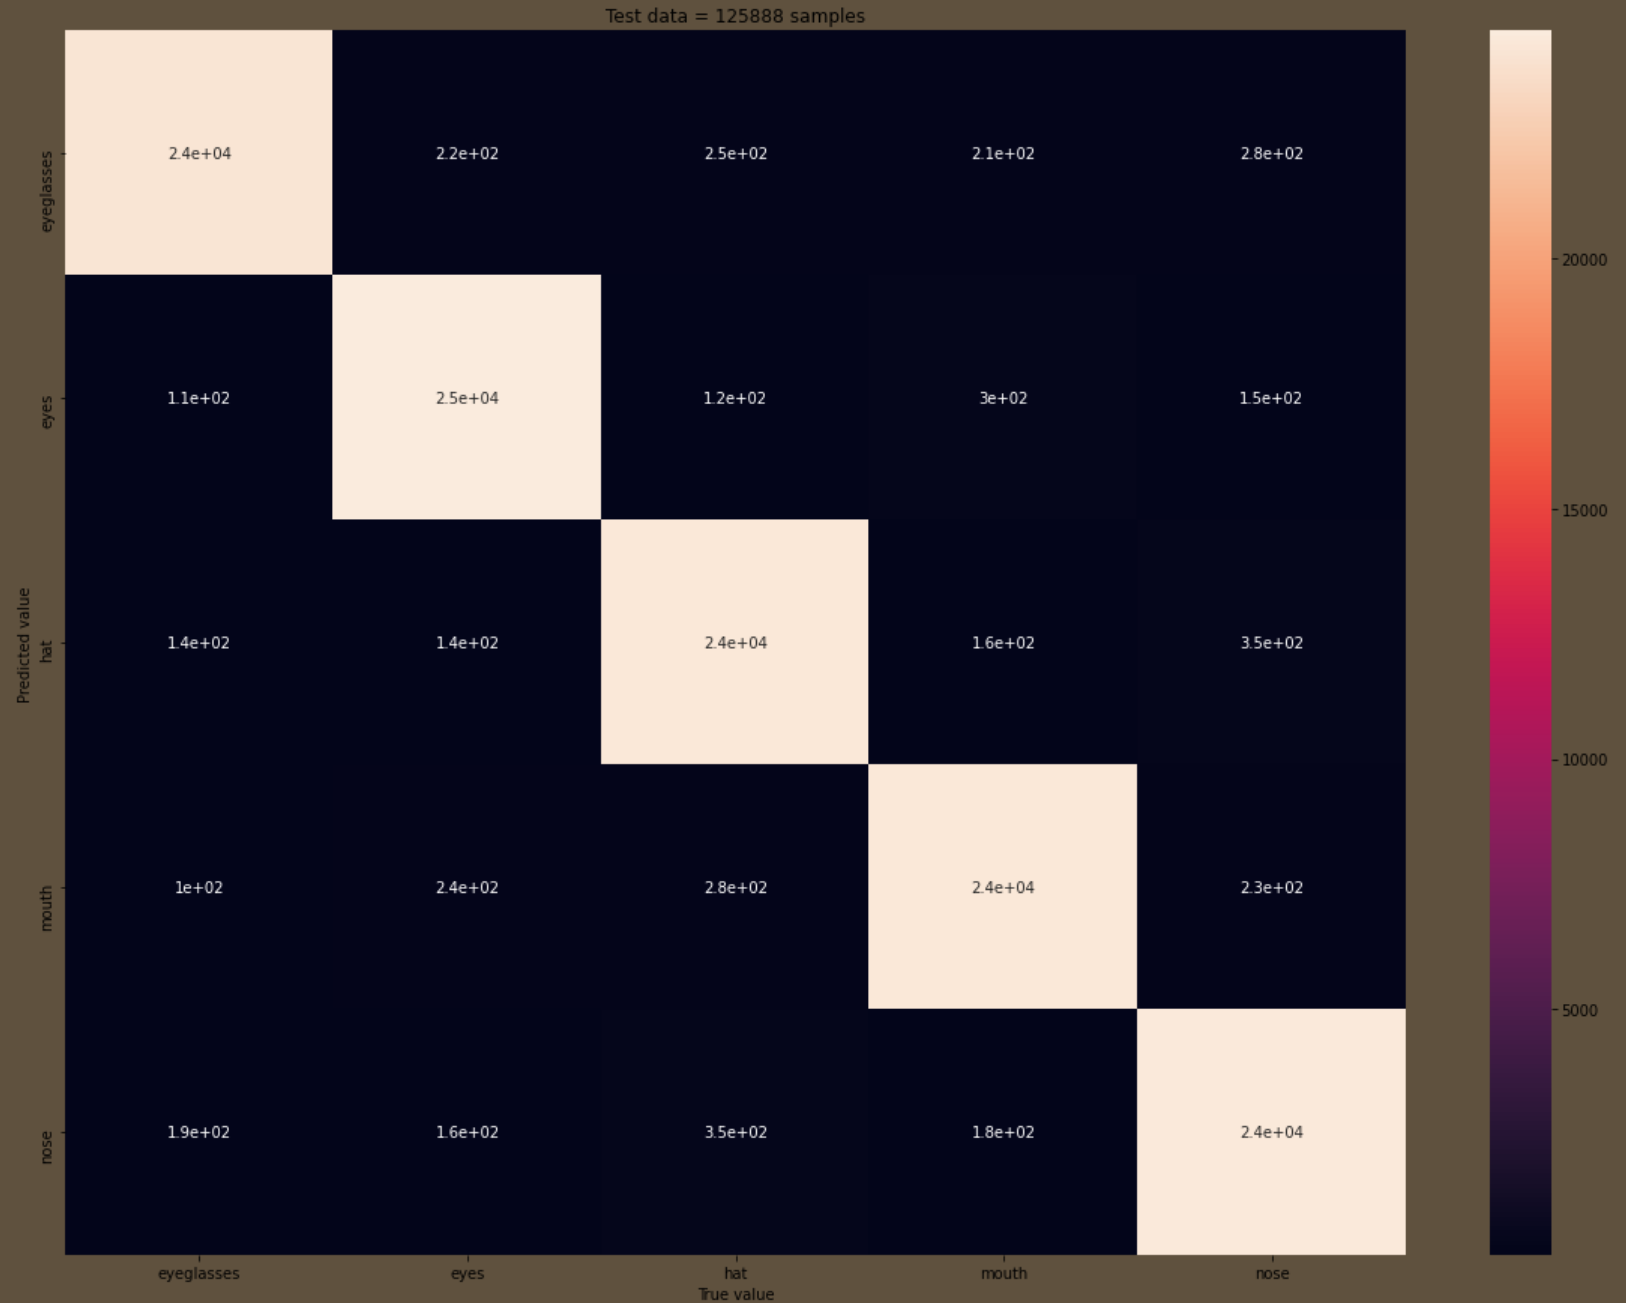 Test data = 125888 samples
eyeglasses 2.4e+04 2.2e+02 2.5e+02 2.1e+02 2.8e+02
20000
eyes 1.1e+02 2.5e+04 1.2e+02 3e+02 1.5e+02
15000
Predicted value
hat 1.4e+02 1.4e+02 2.4e+04 1.6e+02 3.5e+02
10000
mouth 1e+02 2.4e+02 2.8e+02 2.4e+04 2.3e+02
5000
nose 1.9e+02 1.6e+02 3.5e+02 1.8e+02 2.4e+04
eyeglasses eyes hat mouth nose
True value